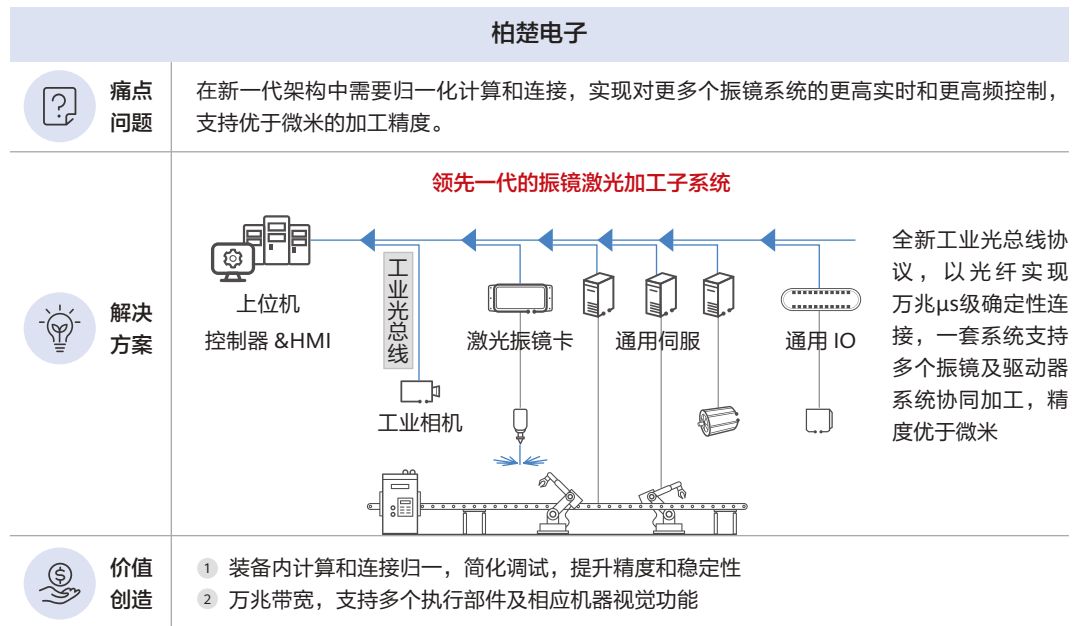 柏楚电子
痛点
问题
在新一代架构中需要归一化计算和连接，实现对更多个振镜系统的更高实时和更高频控制，
支持优于微米的加工精度。
解决
方案
领先一代的振镜激光加工子系统
上位机
控制器 &HMI
工业光总线
工业相机
激光振镜卡
通用伺服
通用 IO
全新工业光总线协
议，以光纤实现
万兆μs级确定性连
接，一套系统支持
多个振镜及驱动器
系统协同加工，精
度优于微米
价值
创造
1 装备内计算和连接归一，简化调试，提升精度和稳定性
2 万兆带宽，支持多个执行部件及相应机器视觉功能